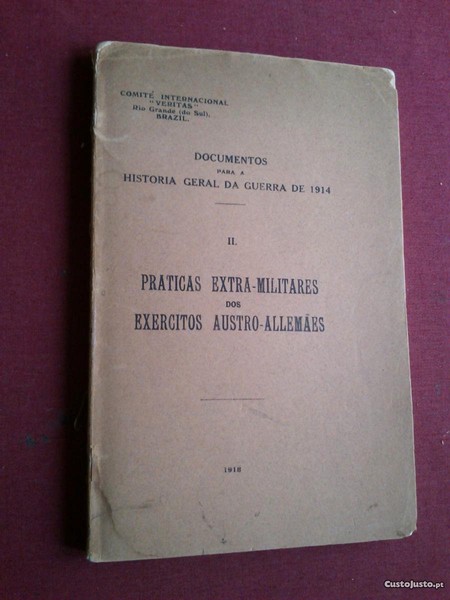 COMITÉ INTERNACIONAL
"VERITAS"
Rio Grande (do Sul).
BRAZIL.
DOCUMENTOS
PARA A
HISTORIA GERAL DA GUERRA DE 1914
II.
PRATICAS EXTRA-MILITARES
DOS
EXERCITOS AUSTRO-ALLEMÃES
1918
CustoJusto.pt